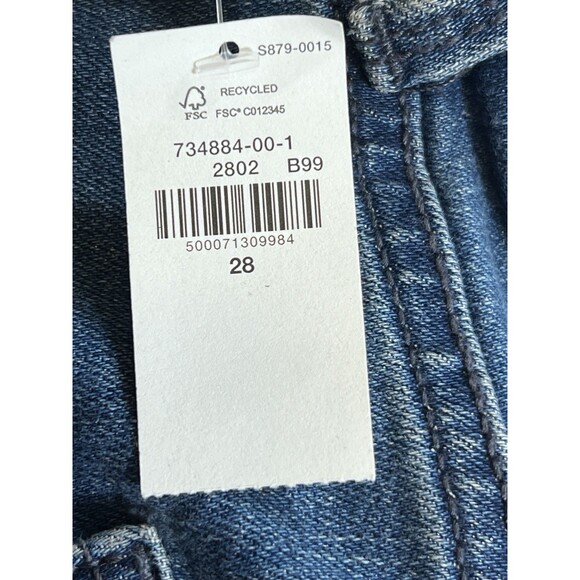 S879-0015
RECYCLED
FSC FSC® C012345
734884-00-1
2802 B99
500071309984
28